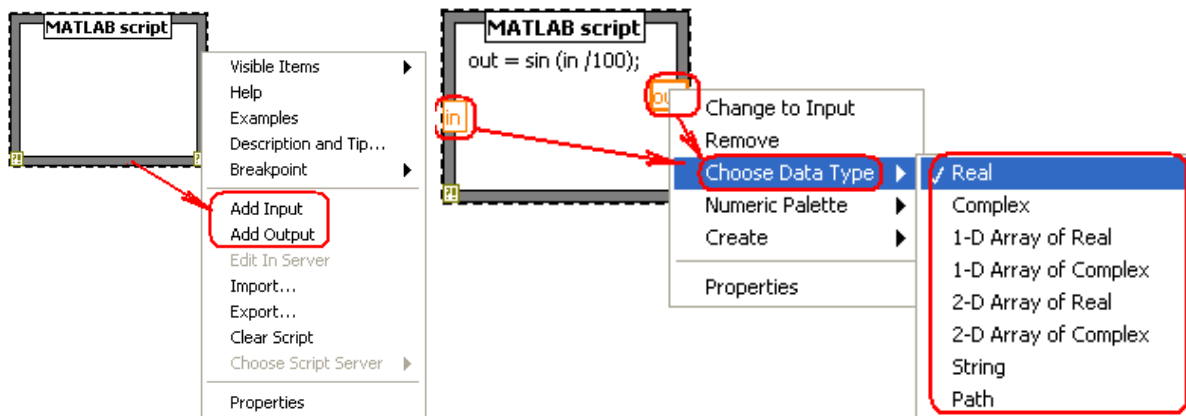 MATLAB script
Visible Items
Help
Examples
Description and Tip...
Breakpoint
Add Input
Add Output
Edit In Server
Import...
Export...
Clear Script
Choose Script Server
Properties
MATLAB script
out = sin (in /100);
in
Change to Input
Remove
Choose Data Type
Numeric Palette
Create
Properties
Real
Complex
1-D Array of Real
1-D Array of Complex
2-D Array of Real
2-D Array of Complex
String
Path